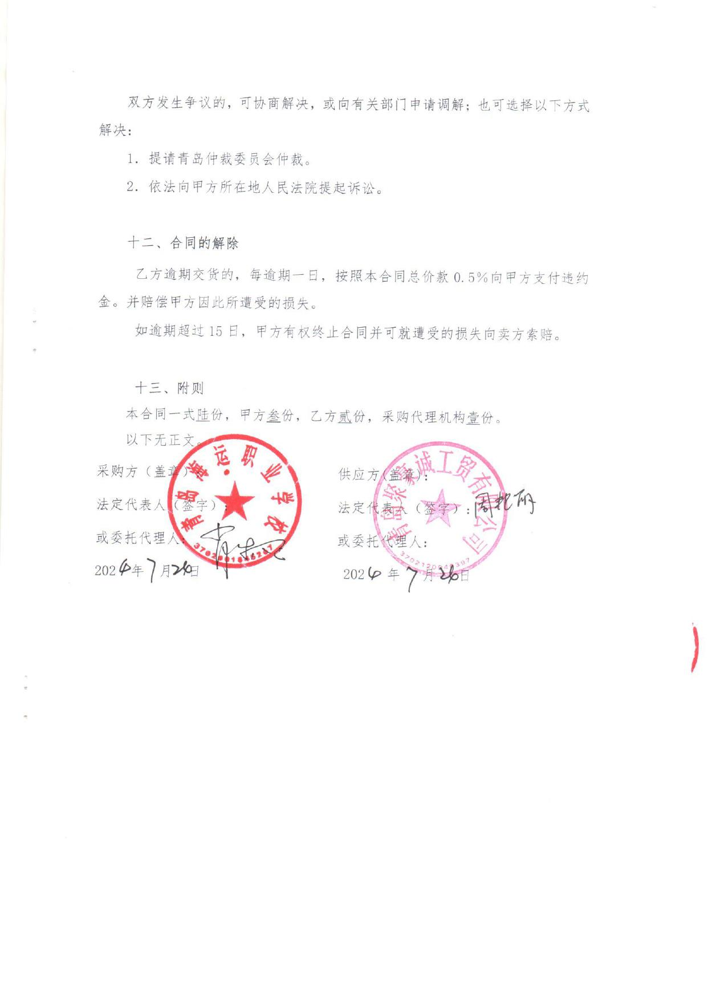 双方发生争议的，可协商解决，或向有关部门申请调解；也可选择以下方式
解决：
1. 提请青岛仲裁委员会仲裁。
2. 依法向甲方所在地人民法院提起诉讼。
十二、合同的解除
乙方逾期交货的，每逾期一日，按照本合同总价款 0.5%向甲方支付违约
金。并赔偿甲方因此所遭受的损失。
如逾期超过 15 日，甲方有权终止合同并可就遭受的损失向卖方索赔。
十三、附则
本合同一式陆份，甲方叁份，乙方贰份，采购代理机构壹份。
以下无正文。
采购方（盖章）：
法定代表人（签字）：
或委托代理人：
2024年7月26日
青岛海运职业学校
供应方(盖章)：
法定代表人（签字）：周艳丽
或委托代理人：
2024年7月26日
青岛聚豪诚工贸有限公司
3702120040397